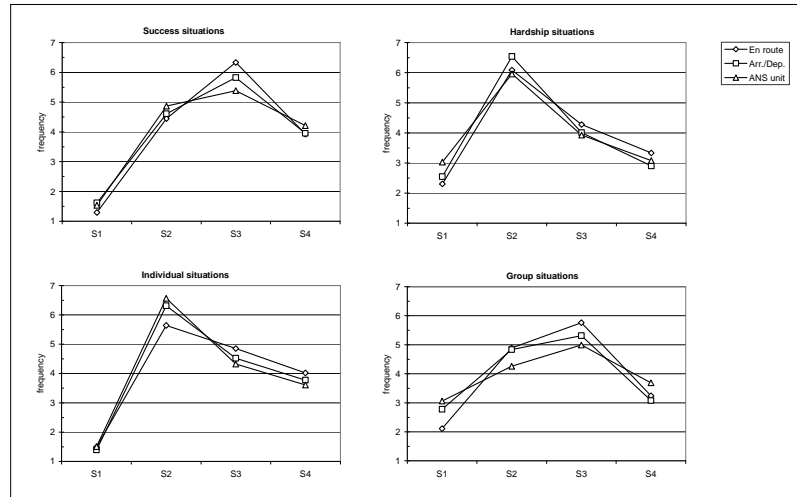 Success situations
7
6
5
4
3
2
1
frequency
S1 S2 S3 S4
Hardship situations
7
6
5
4
3
2
1
frequency
S1 S2 S3 S4
En route
Arr./Dep.
ANS unit
Individual situations
7
6
5
4
3
2
1
frequency
S1 S2 S3 S4
Group situations
7
6
5
4
3
2
1
frequency
S1 S2 S3 S4